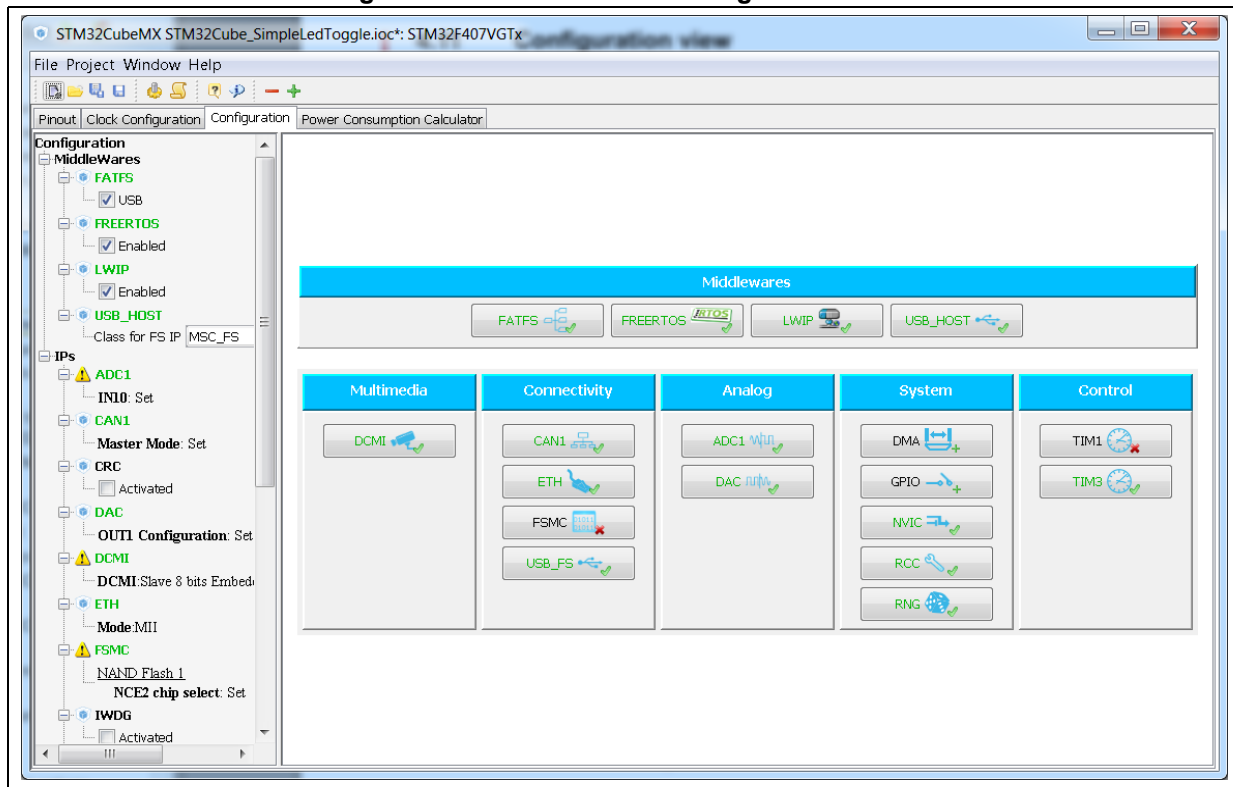 STM32CubeMX STM32Cube_SimpleLedToggle.ioc*: STM32F407VGTx
File Project Window Help
Pinout Clock Configuration Configuration Power Consumption Calculator
Configuration
MiddleWares
FATFS
USB
FREERTOS
Enabled
LWIP
Enabled
USB_HOST
Class for FS IP MSC_FS
IPs
ADC1
IN10: Set
CAN1
Master Mode: Set
CRC
Activated
DAC
OUT1 Configuration: Set
DCMI
DCMI:Slave 8 bits Embed
ETH
Mode:MII
FSMC
NAND Flash 1
NCE2 chip select: Set
IWDG
Activated
Middlewares
FATFS FREERTOS RTOS LWIP USB_HOST
Multimedia Connectivity Analog System Control
DCMI CAN1 ADC1 DMA TIM1
ETH DAC GPIO TIM3
FSMC NVIC
USB_FS RCC
RNG